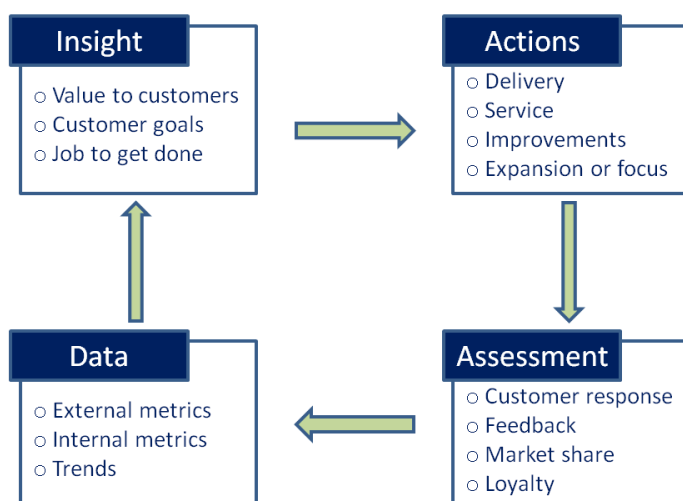 Insight
○ Value to customers
○ Customer goals
○ Job to get done
Actions
○ Delivery
○ Service
○ Improvements
○ Expansion or focus
Data
○ External metrics
○ Internal metrics
○ Trends
Assessment
○ Customer response
○ Feedback
○ Market share
○ Loyalty